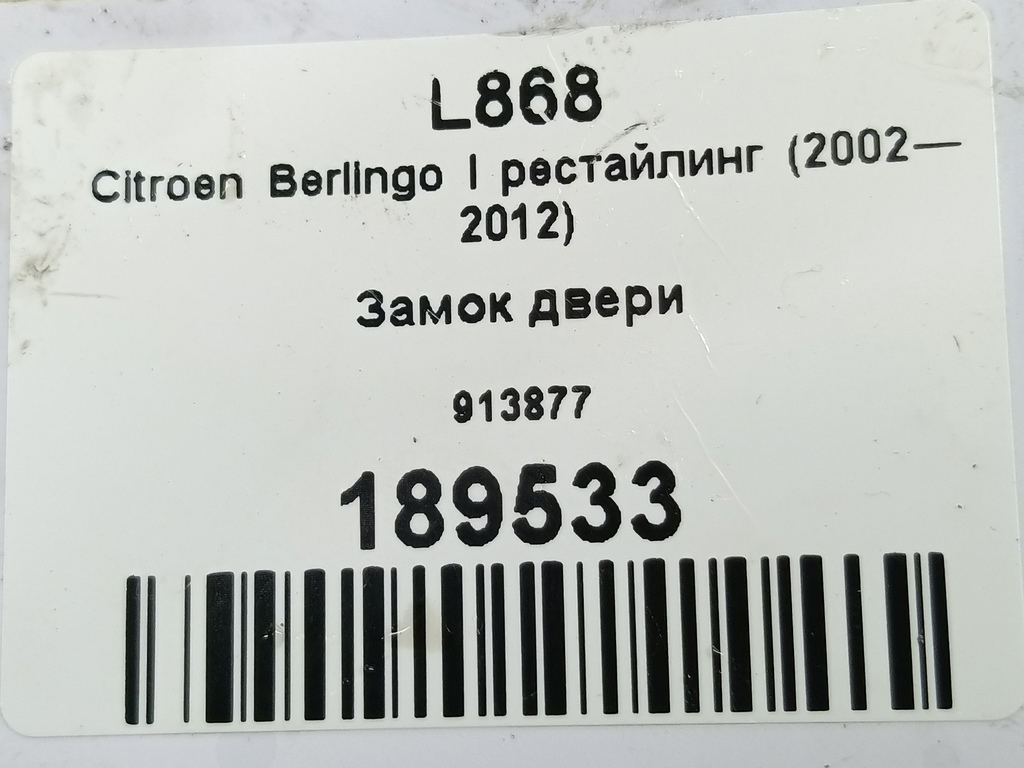 L868
Citroen Berlingo I рестайлинг (2002—
2012)
Замок двери
913877
189533